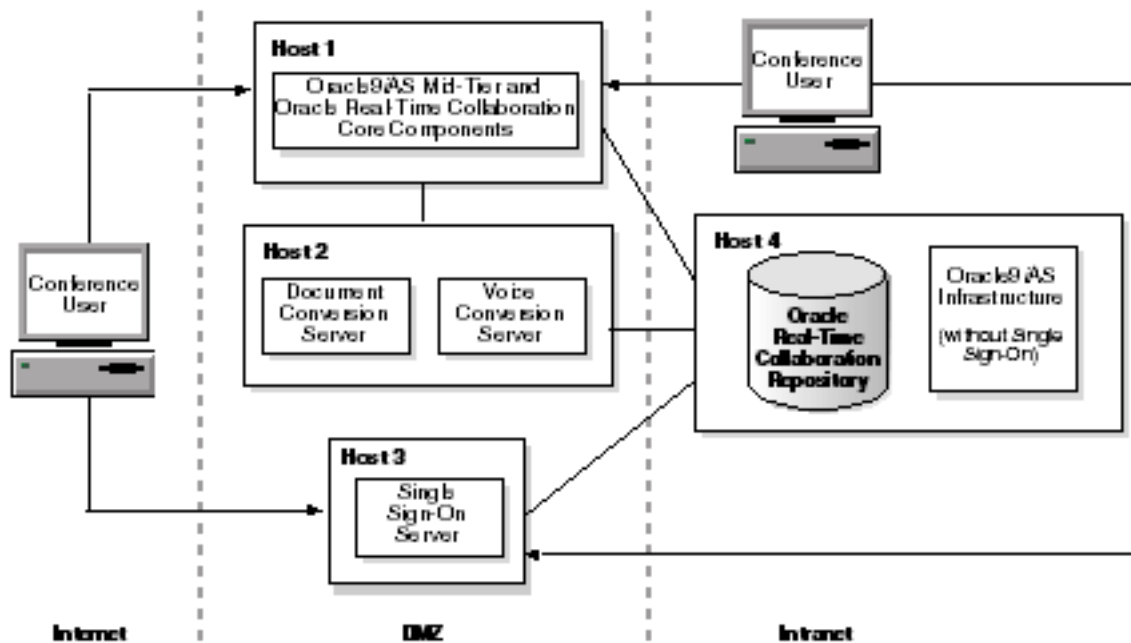 Host 1
Oracle9iAS Mid-Tier and
Oracle Real-Time Collaboration
Core Components
Conference
User
Conference
User
Host 2
Document
Conversion
Server
Voice
Conversion
Server
Host 4
Oracle
Real-Time
Collaboration
Repository
Oracle9iAS
Infrastructure
(without Single
Sign-On)
Host 3
Single
Sign-On
Server
Internet
DMZ
Intranet